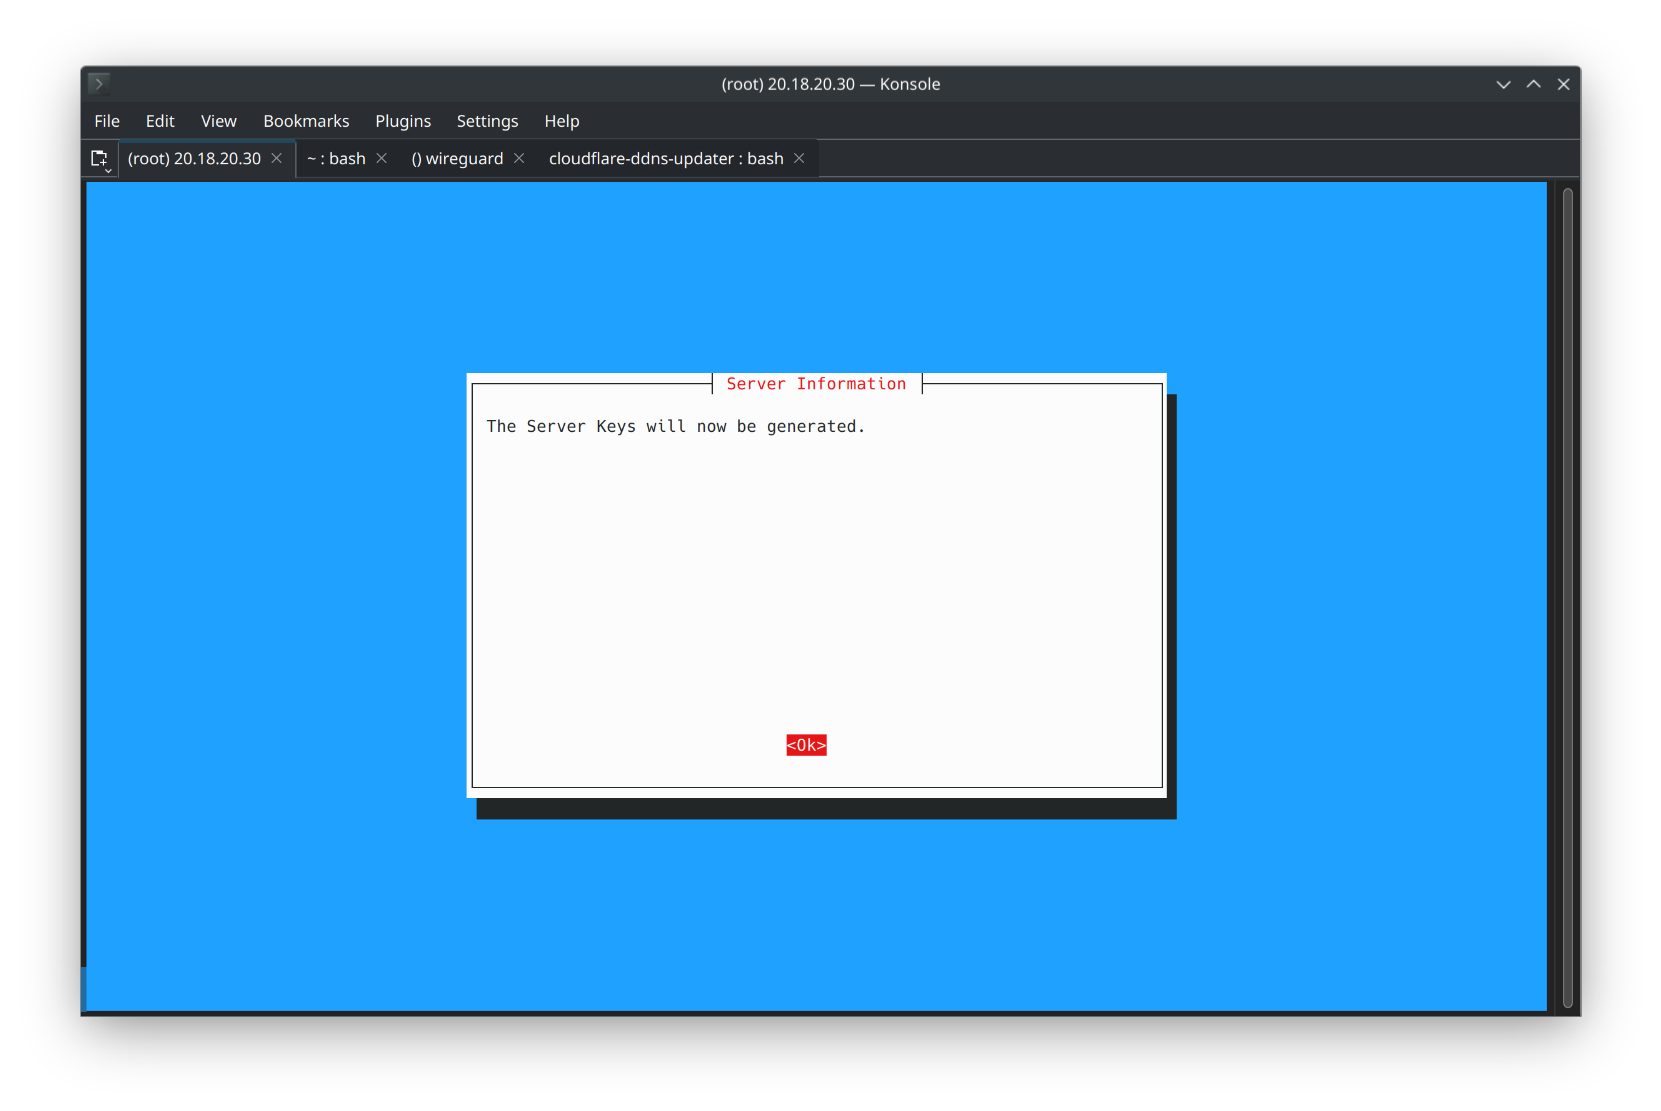 (root) 20.18.20.30 — Konsole
File Edit View Bookmarks Plugins Settings Help
(root) 20.18.20.30 ~ : bash () wireguard cloudflare-ddns-updater : bash
Server Information
The Server Keys will now be generated.
<Ok>